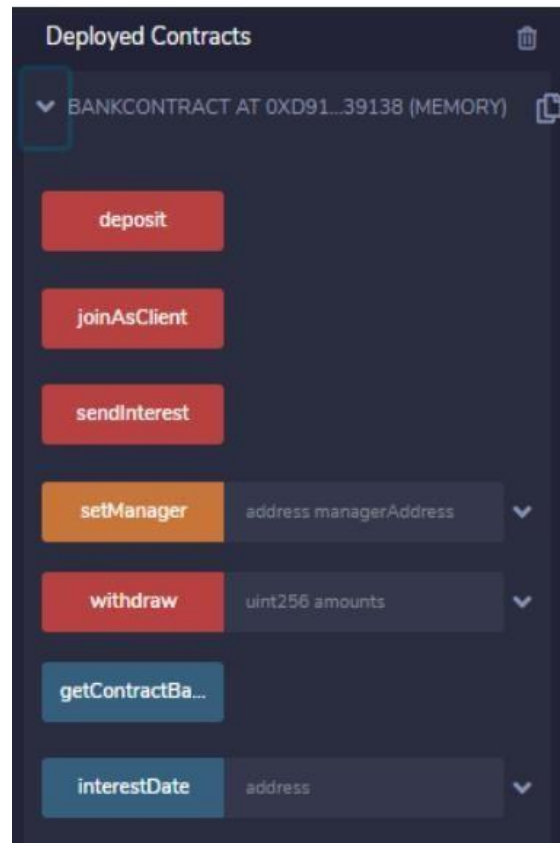 Deployed Contracts
BANKCONTRACT AT 0XD91...39138 (MEMORY)
deposit
joinAsClient
sendInterest
setManager address managerAddress
withdraw uint256 amounts
getContractBa...
interestDate address